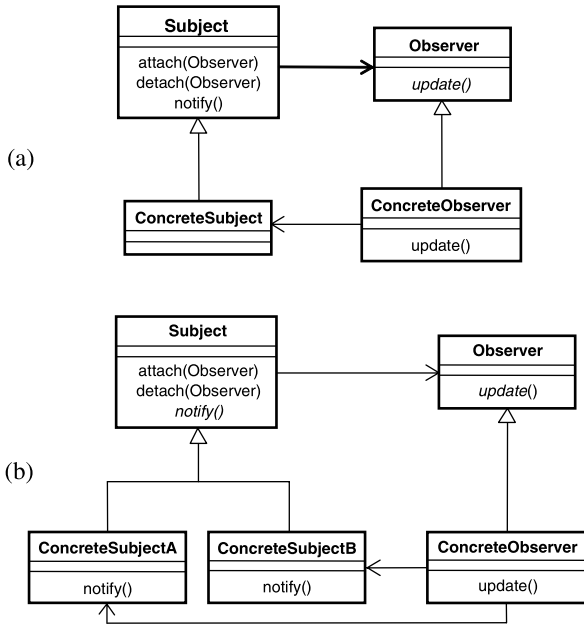 Subject
attach(Observer)
detach(Observer)
notify()
Observer
update()
(a)
ConcreteSubject
ConcreteObserver
update()
Subject
attach(Observer)
detach(Observer)
notify()
Observer
update()
(b)
ConcreteSubjectA
notify()
ConcreteSubjectB
notify()
ConcreteObserver
update()